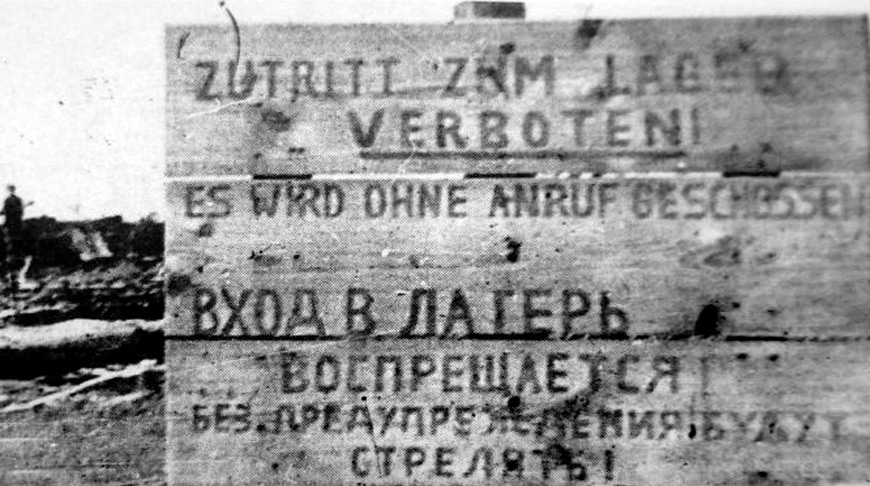 ZUTRITT ZUM LAGER
VERBOTEN!
ES WIRD OHNE ANRUF GESCHOSSEN
ВХОД В ЛАГЕРЬ
ВОСПРЕЩАЕТСЯ!
БЕЗ ПРЕДУПРЕЖДЕНИЯ БУДУТ
СТРЕЛЯТЬ!